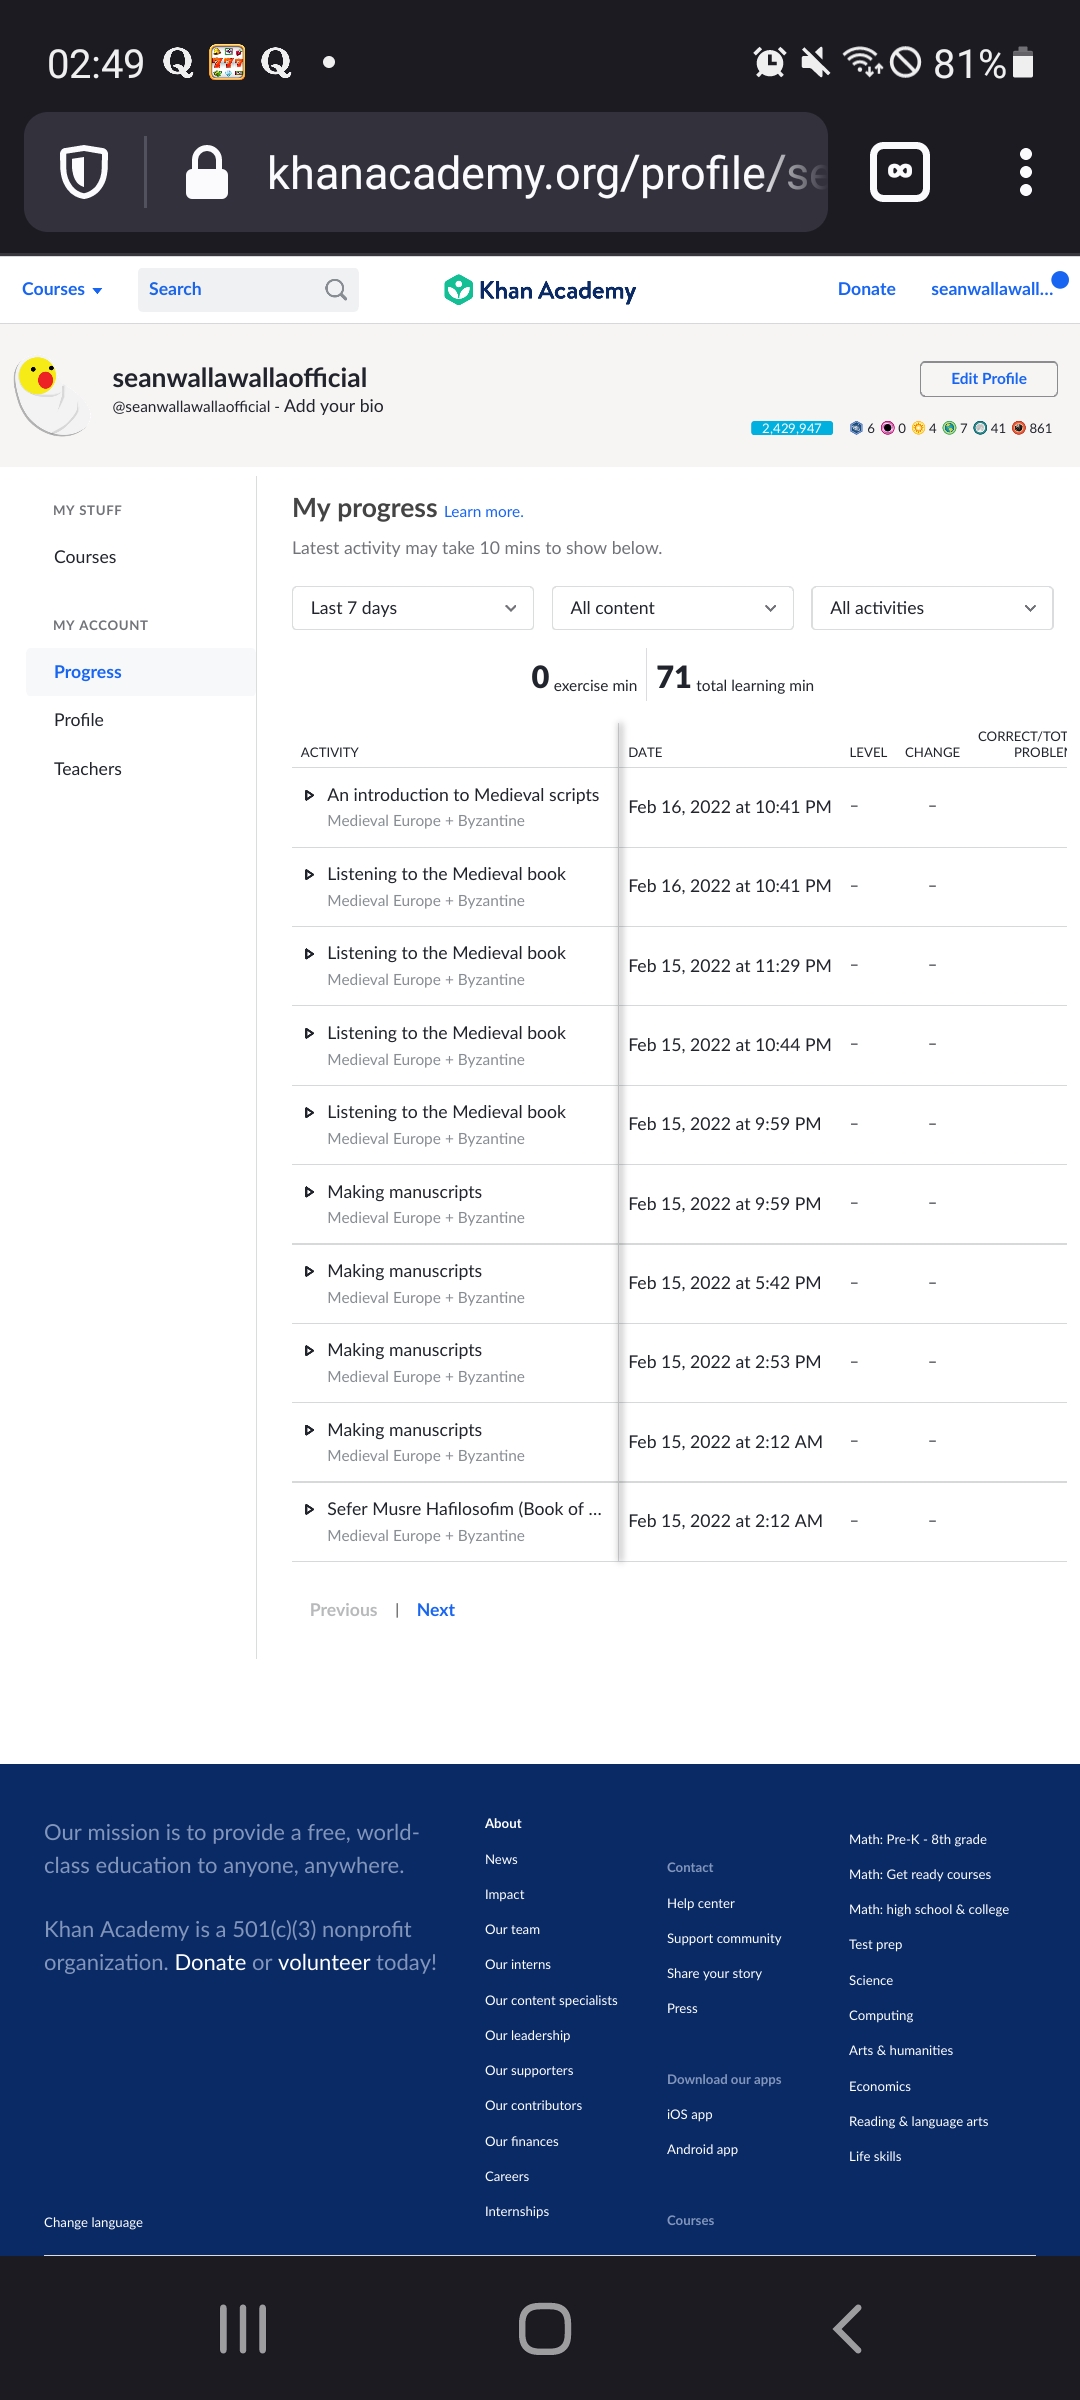 02:49
81%
khanacademy.org/profile/se
Courses
Search
Khan Academy
Donate
seanwallawall...
seanwallawallaofficial
@seanwallawallaofficial - Add your bio
Edit Profile
2,429,947 6 0 4 7 41 861
MY STUFF
Courses
MY ACCOUNT
Progress
Profile
Teachers
My progress Learn more.
Latest activity may take 10 mins to show below.
Last 7 days
All content
All activities
0 exercise min
71 total learning min
ACTIVITY DATE LEVEL CHANGE CORRECT/TOT
PROBLEM
An introduction to Medieval scripts
Medieval Europe + Byzantine
Feb 16, 2022 at 10:41 PM – –
Listening to the Medieval book
Medieval Europe + Byzantine
Feb 16, 2022 at 10:41 PM – –
Listening to the Medieval book
Medieval Europe + Byzantine
Feb 15, 2022 at 11:29 PM – –
Listening to the Medieval book
Medieval Europe + Byzantine
Feb 15, 2022 at 10:44 PM – –
Listening to the Medieval book
Medieval Europe + Byzantine
Feb 15, 2022 at 9:59 PM – –
Making manuscripts
Medieval Europe + Byzantine
Feb 15, 2022 at 9:59 PM – –
Making manuscripts
Medieval Europe + Byzantine
Feb 15, 2022 at 5:42 PM – –
Making manuscripts
Medieval Europe + Byzantine
Feb 15, 2022 at 2:53 PM – –
Making manuscripts
Medieval Europe + Byzantine
Feb 15, 2022 at 2:12 AM – –
Sefer Musre Hafilosofim (Book of ...
Medieval Europe + Byzantine
Feb 15, 2022 at 2:12 AM – –
Previous | Next
Our mission is to provide a free, world-
class education to anyone, anywhere.
Khan Academy is a 501(c)(3) nonprofit
organization. Donate or volunteer today!
Change language
About
News
Impact
Our team
Our interns
Our content specialists
Our leadership
Our supporters
Our contributors
Our finances
Careers
Internships
Contact
Help center
Support community
Share your story
Press
Download our apps
iOS app
Android app
Courses
Math: Pre-K - 8th grade
Math: Get ready courses
Math: high school & college
Test prep
Science
Computing
Arts & humanities
Economics
Reading & language arts
Life skills